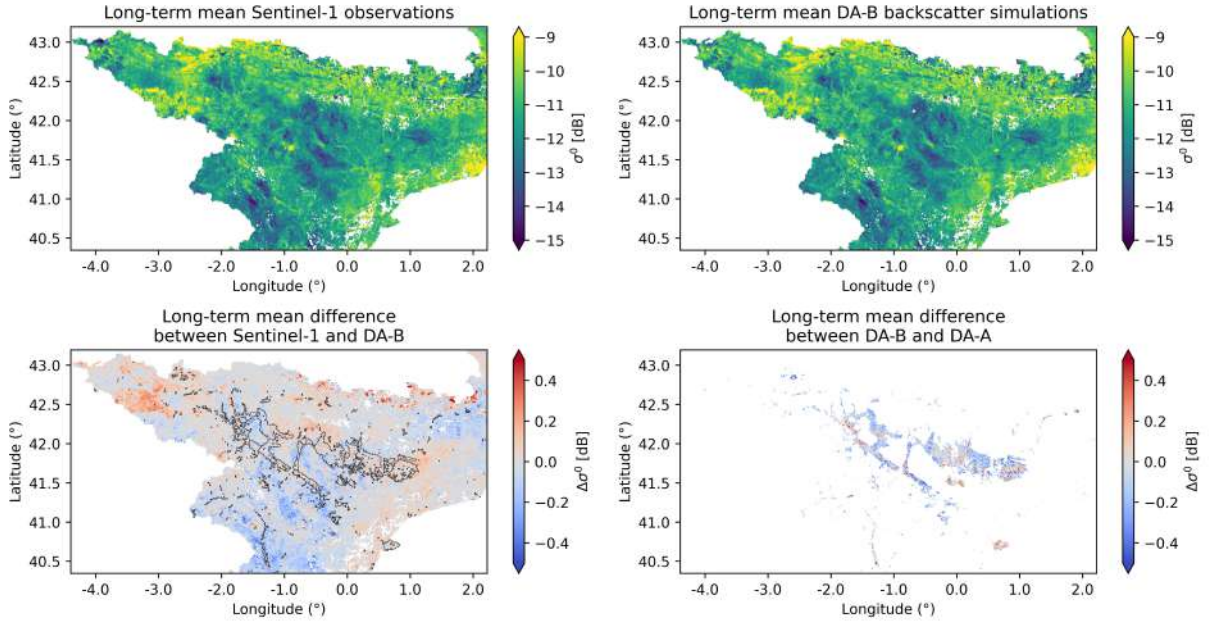 Long-term mean Sentinel-1 observations
43.0
42.5
42.0
41.5
41.0
40.5
Latitude (°)
-4.0 -3.0 -2.0 -1.0 0.0 1.0 2.0
Longitude (°)
−9
−10
−11
−12
−13
−14
−15
σ⁰ [dB]
Long-term mean DA-B backscatter simulations
43.0
42.5
42.0
41.5
41.0
40.5
Latitude (°)
-4.0 -3.0 -2.0 -1.0 0.0 1.0 2.0
Longitude (°)
−9
−10
−11
−12
−13
−14
−15
σ⁰ [dB]
Long-term mean difference
between Sentinel-1 and DA-B
43.0
42.5
42.0
41.5
41.0
40.5
Latitude (°)
-4.0 -3.0 -2.0 -1.0 0.0 1.0 2.0
Longitude (°)
0.4
0.2
0.0
−0.2
−0.4
Δσ⁰ [dB]
Long-term mean difference
between DA-B and DA-A
43.0
42.5
42.0
41.5
41.0
40.5
Latitude (°)
-4.0 -3.0 -2.0 -1.0 0.0 1.0 2.0
Longitude (°)
0.4
0.2
0.0
−0.2
−0.4
Δσ⁰ [dB]